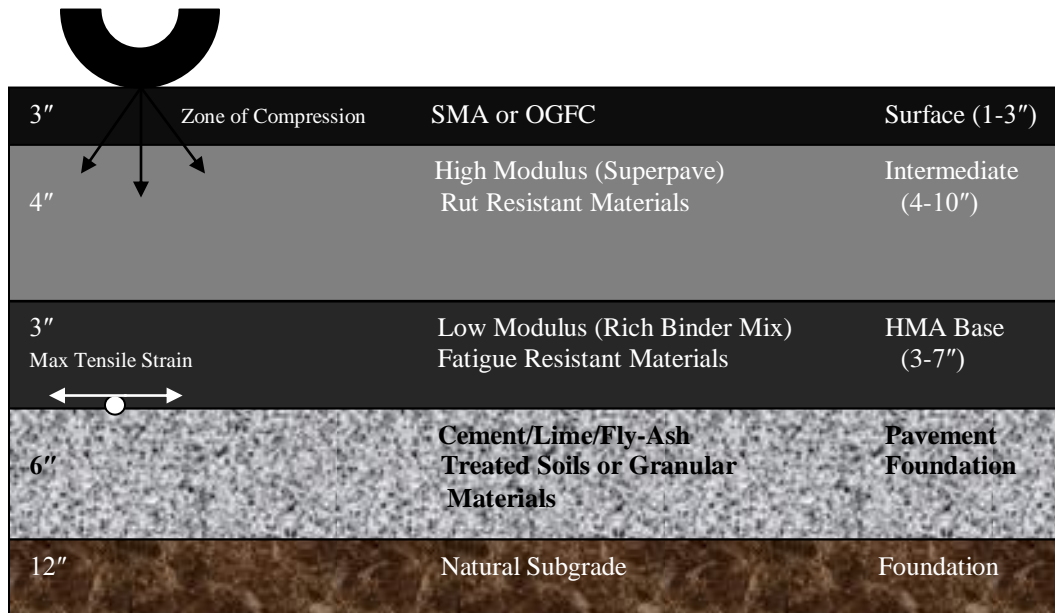 3″ Zone of Compression SMA or OGFC Surface (1-3″)
High Modulus (Superpave) Intermediate
4″ Rut Resistant Materials (4-10″)
3″ Low Modulus (Rich Binder Mix) HMA Base
Max Tensile Strain Fatigue Resistant Materials (3-7″)
Cement/Lime/Fly-Ash Pavement
6″ Treated Soils or Granular Foundation
Materials
12″ Natural Subgrade Foundation